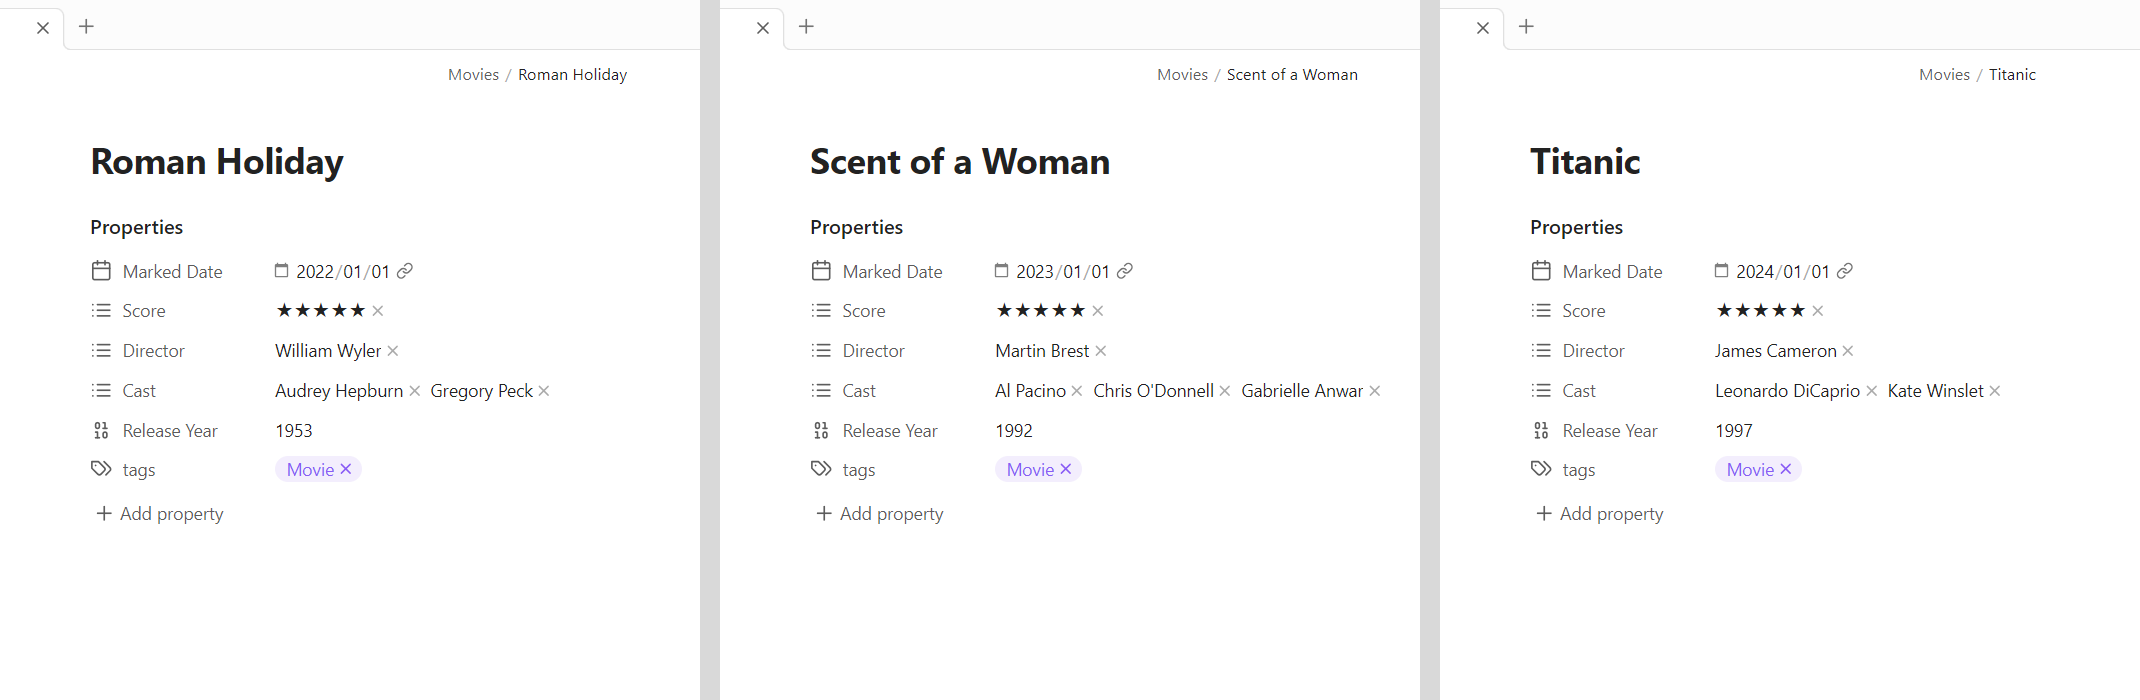 Movies / Roman Holiday
Roman Holiday
Properties
Marked Date 2022/01/01
Score ★★★★★
Director William Wyler
Cast Audrey Hepburn Gregory Peck
Release Year 1953
tags Movie
Add property
Movies / Scent of a Woman
Scent of a Woman
Properties
Marked Date 2023/01/01
Score ★★★★★
Director Martin Brest
Cast Al Pacino Chris O'Donnell Gabrielle Anwar
Release Year 1992
tags Movie
Add property
Movies / Titanic
Titanic
Properties
Marked Date 2024/01/01
Score ★★★★★
Director James Cameron
Cast Leonardo DiCaprio Kate Winslet
Release Year 1997
tags Movie
Add property